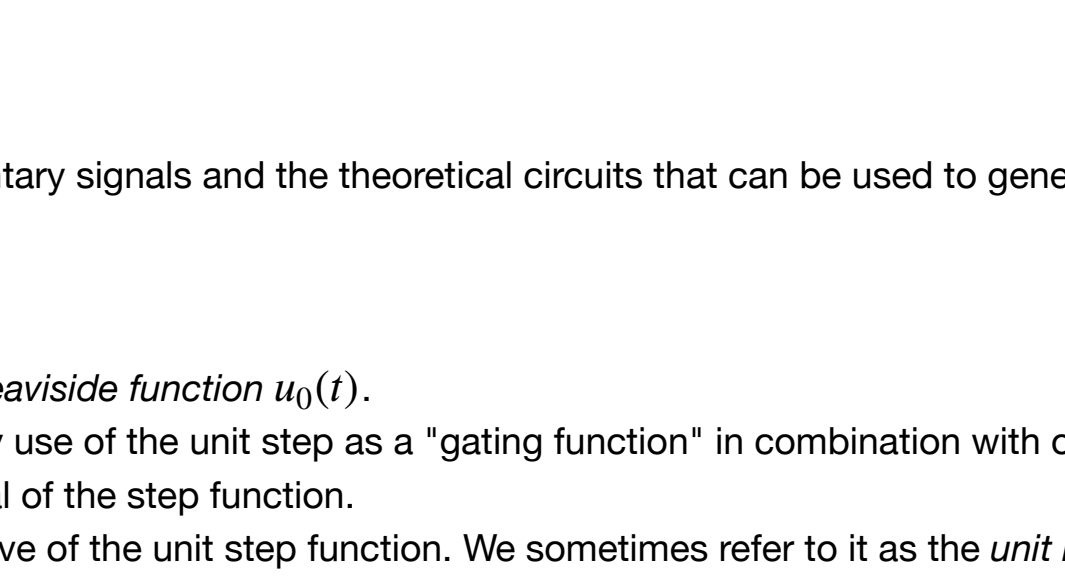 tary signals and the theoretical circuits that can be used to gene
eaviside function u₀(t).
use of the unit step as a "gating function" in combination with
l of the step function.
ve of the unit step function. We sometimes refer to it as the unit